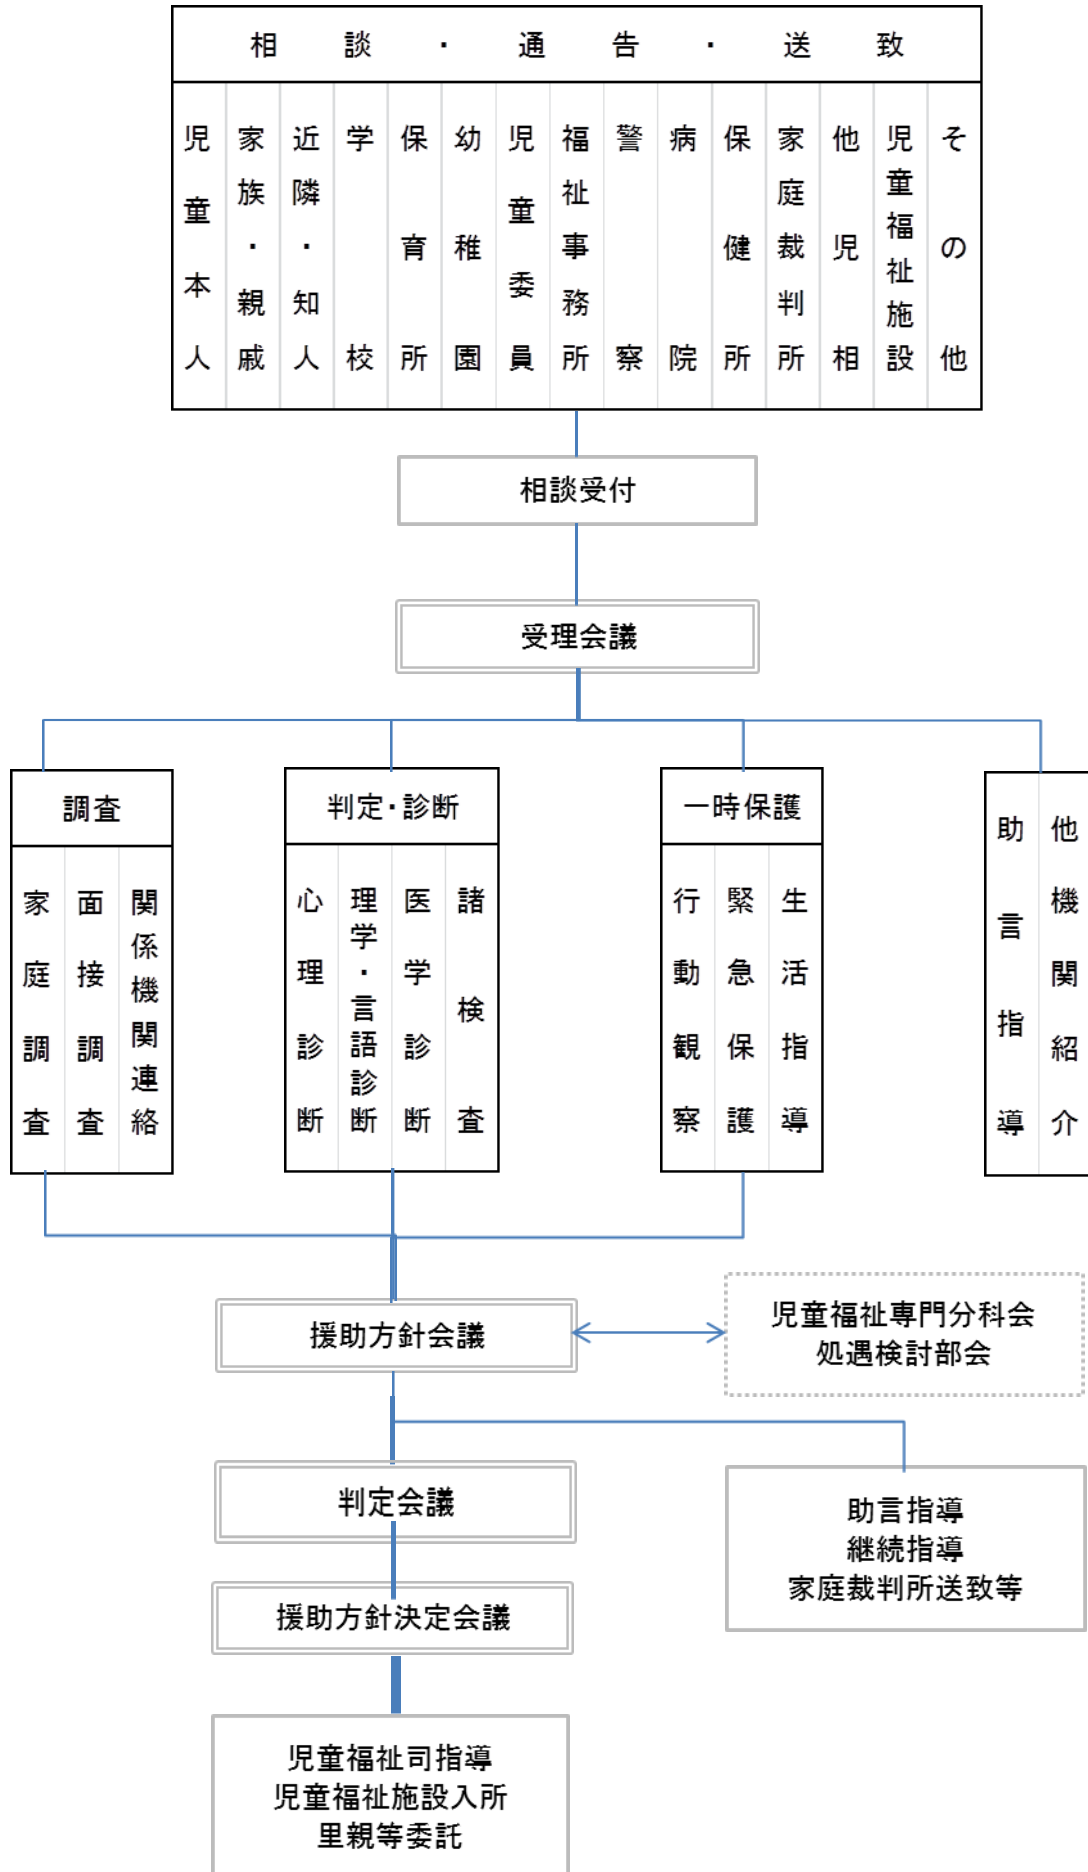 相談・通告・送致
児童本人
家族・親戚
近隣・知人
学校
保育所
幼稚園
児童委員
福祉事務所
警察
病院
保健所
家庭裁判所
他児相
児童福祉施設
その他
相談受付
受理会議
調査
家庭調査
面接調査
関係機関連絡
判定・診断
心理診断
理学・言語診断
医学診断
諸検査
一時保護
行動観察
緊急保護
生活指導
助言指導
他機関紹介
援助方針会議
児童福祉専門分科会
処遇検討部会
判定会議
助言指導
継続指導
家庭裁判所送致等
援助方針決定会議
児童福祉司指導
児童福祉施設入所
里親等委託